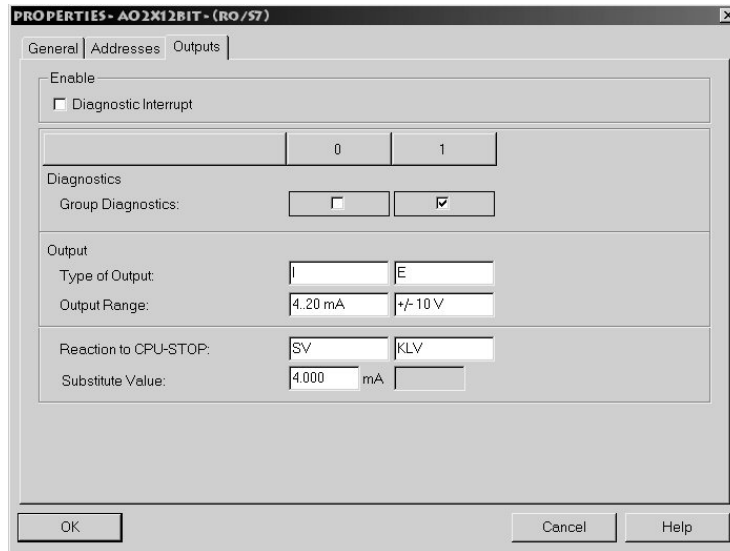 PROPERTIES - AO2X12BIT - (RO/S7)
General Addresses Outputs
Enable
Diagnostic Interrupt
0 1
Diagnostics
Group Diagnostics:
Output
Type of Output: I E
Output Range: 4..20 mA +/- 10 V
Reaction to CPU-STOP: SV KLV
Substitute Value: 4.000 mA
OK Cancel Help